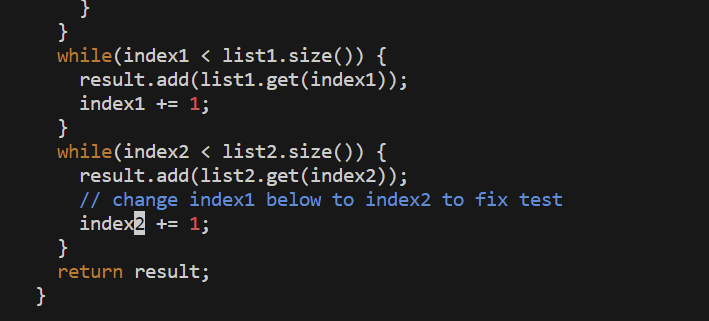 }
    }
    while(index1 < list1.size()) {
      result.add(list1.get(index1));
      index1 += 1;
    }
    while(index2 < list2.size()) {
      result.add(list2.get(index2));
      // change index1 below to index2 to fix test
      index2 += 1;
    }
    return result;
  }